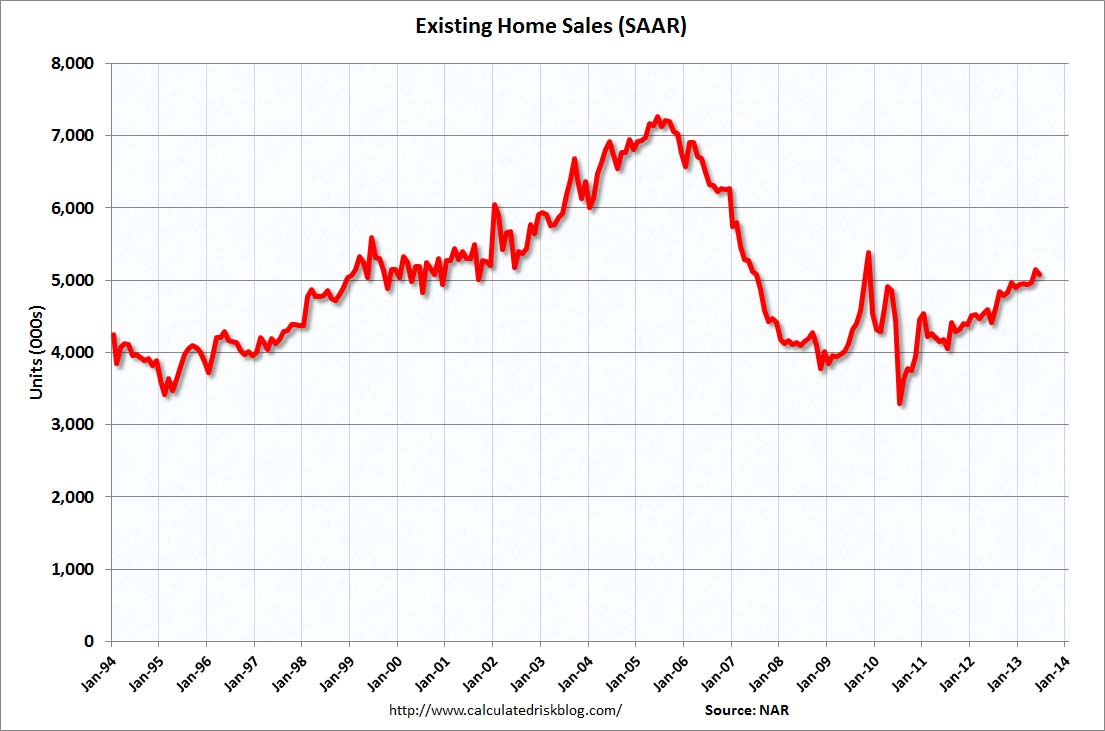 Existing Home Sales (SAAR)
8,000
7,000
6,000
5,000
4,000
3,000
2,000
1,000
0
Units (000s)
Jan-94
Jan-95
Jan-96
Jan-97
Jan-98
Jan-99
Jan-00
Jan-01
Jan-02
Jan-03
Jan-04
Jan-05
Jan-06
Jan-07
Jan-08
Jan-09
Jan-10
Jan-11
Jan-12
Jan-13
Jan-14
http://www.calculatedriskblog.com/
Source: NAR